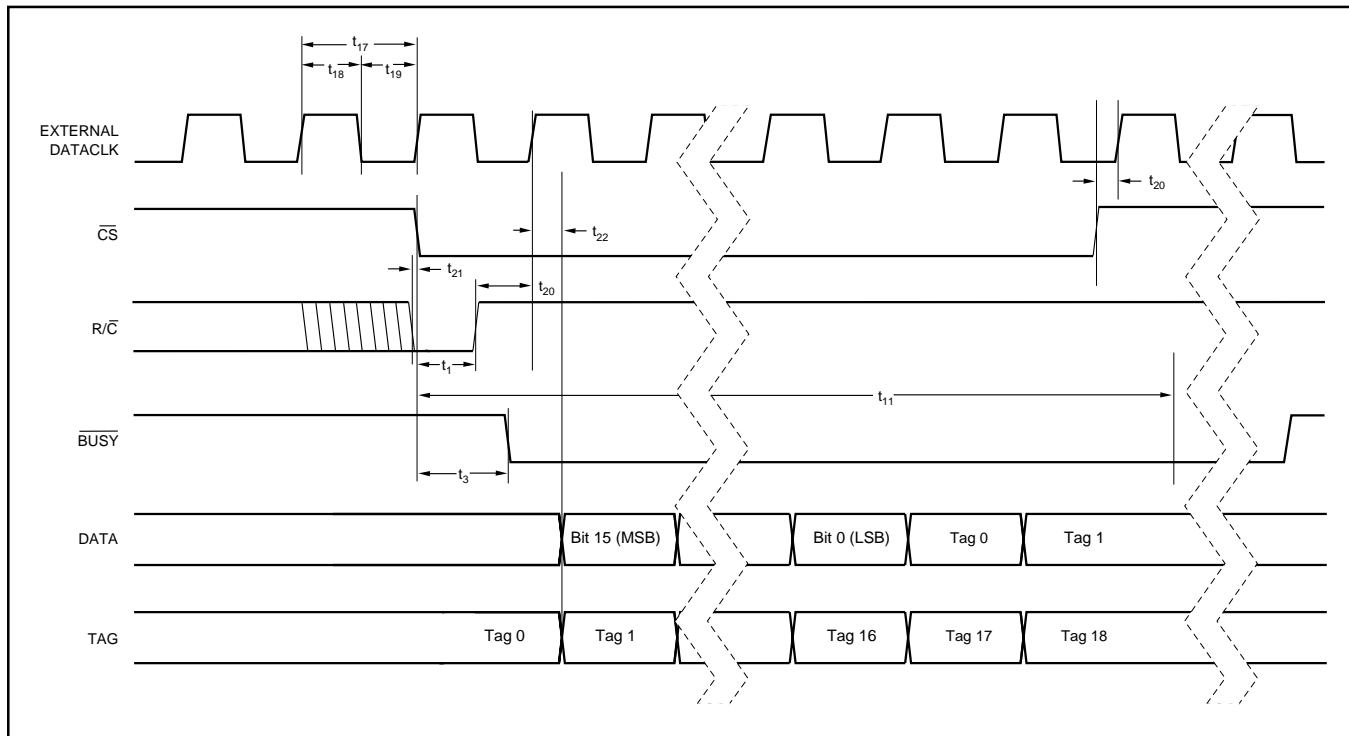 t17
t18 t19
EXTERNAL
DATACLK
t20
CS
t22
t21
t20
R/C
t1
t11
BUSY
t3
DATA
Bit 15 (MSB) Bit 0 (LSB) Tag 0 Tag 1
TAG
Tag 0 Tag 1 Tag 16 Tag 17 Tag 18